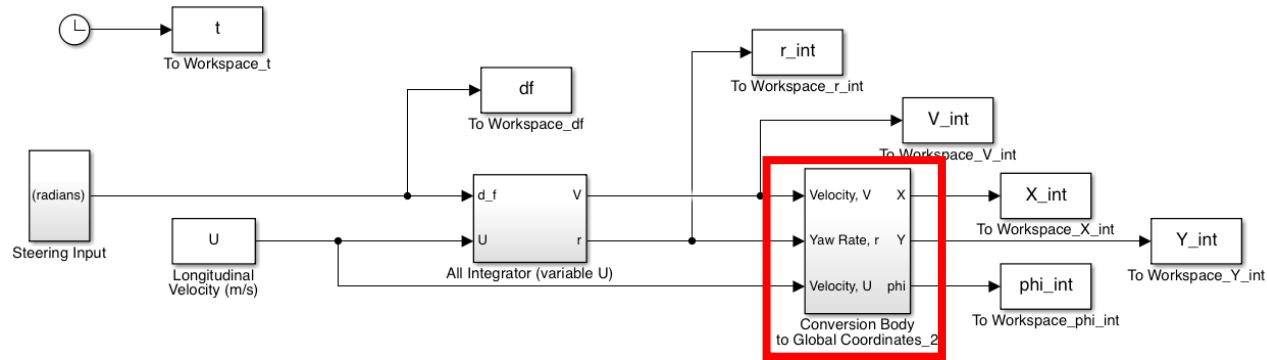 t
To Workspace_t
r_int
To Workspace_r_int
df
To Workspace_df
V_int
To Workspace_V_int
(radians)
Steering Input
U
Longitudinal
Velocity (m/s)
d_f
V
U
r
All Integrator (variable U)
Velocity, V
X
Yaw Rate, r
Y
Velocity, U
phi
Conversion Body
to Global Coordinates_2
X_int
To Workspace_X_int
Y_int
To Workspace_Y_int
phi_int
To Workspace_phi_int